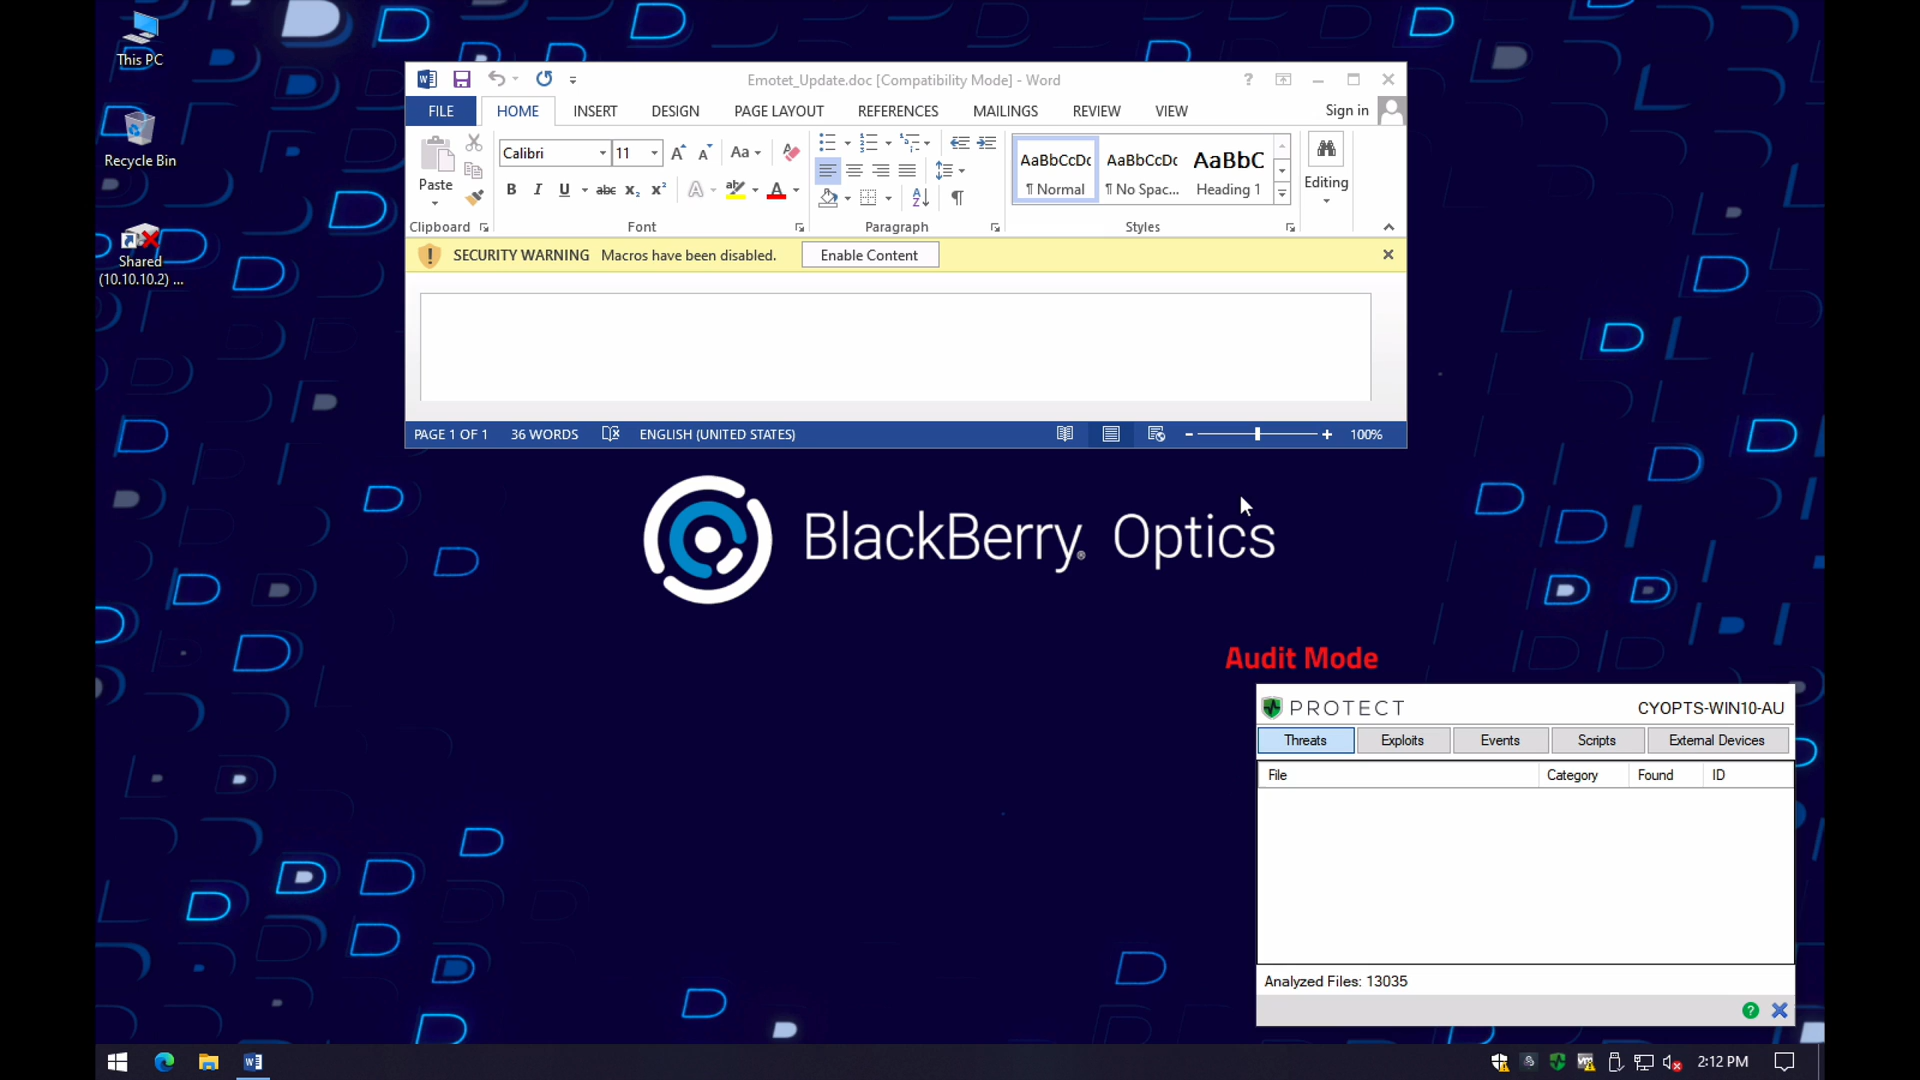 This PC
Recycle Bin
Shared
(10.10.10.2) ...
Emotet_Update.doc [Compatibility Mode] - Word
FILE HOME INSERT DESIGN PAGE LAYOUT REFERENCES MAILINGS REVIEW VIEW Sign in
Paste
Calibri 11 Aa
B I U abc x₂ x² A A
AaBbCcDc AaBbCcDc AaBbC
¶ Normal ¶ No Spac... Heading 1
Editing
Clipboard Font Paragraph Styles
SECURITY WARNING Macros have been disabled. Enable Content
PAGE 1 OF 1 36 WORDS ENGLISH (UNITED STATES) 100%
BlackBerry® Optics
Audit Mode
PROTECT CYOPTS-WIN10-AU
Threats Exploits Events Scripts External Devices
File Category Found ID
Analyzed Files: 13035
2:12 PM